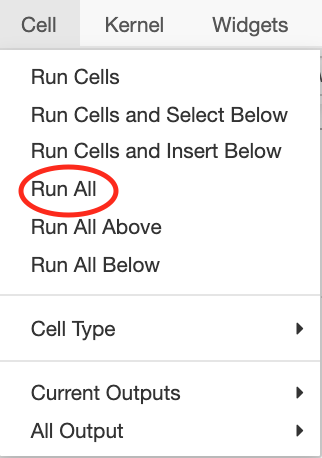 Cell Kernel Widgets
Run Cells
Run Cells and Select Below
Run Cells and Insert Below
Run All
Run All Above
Run All Below
Cell Type
Current Outputs
All Output